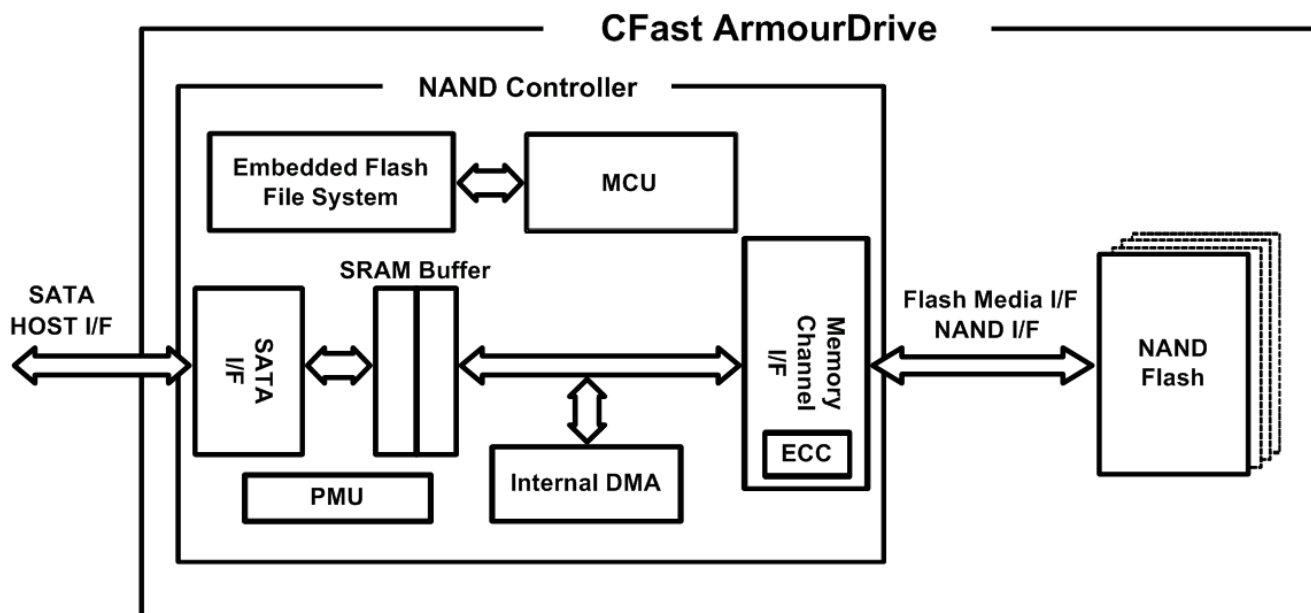 CFast ArmourDrive
NAND Controller
Embedded Flash
File System
MCU
SRAM Buffer
SATA
HOST I/F
SATA
I/F
Memory
Channel
I/F
ECC
Flash Media I/F
NAND I/F
NAND
Flash
Internal DMA
PMU